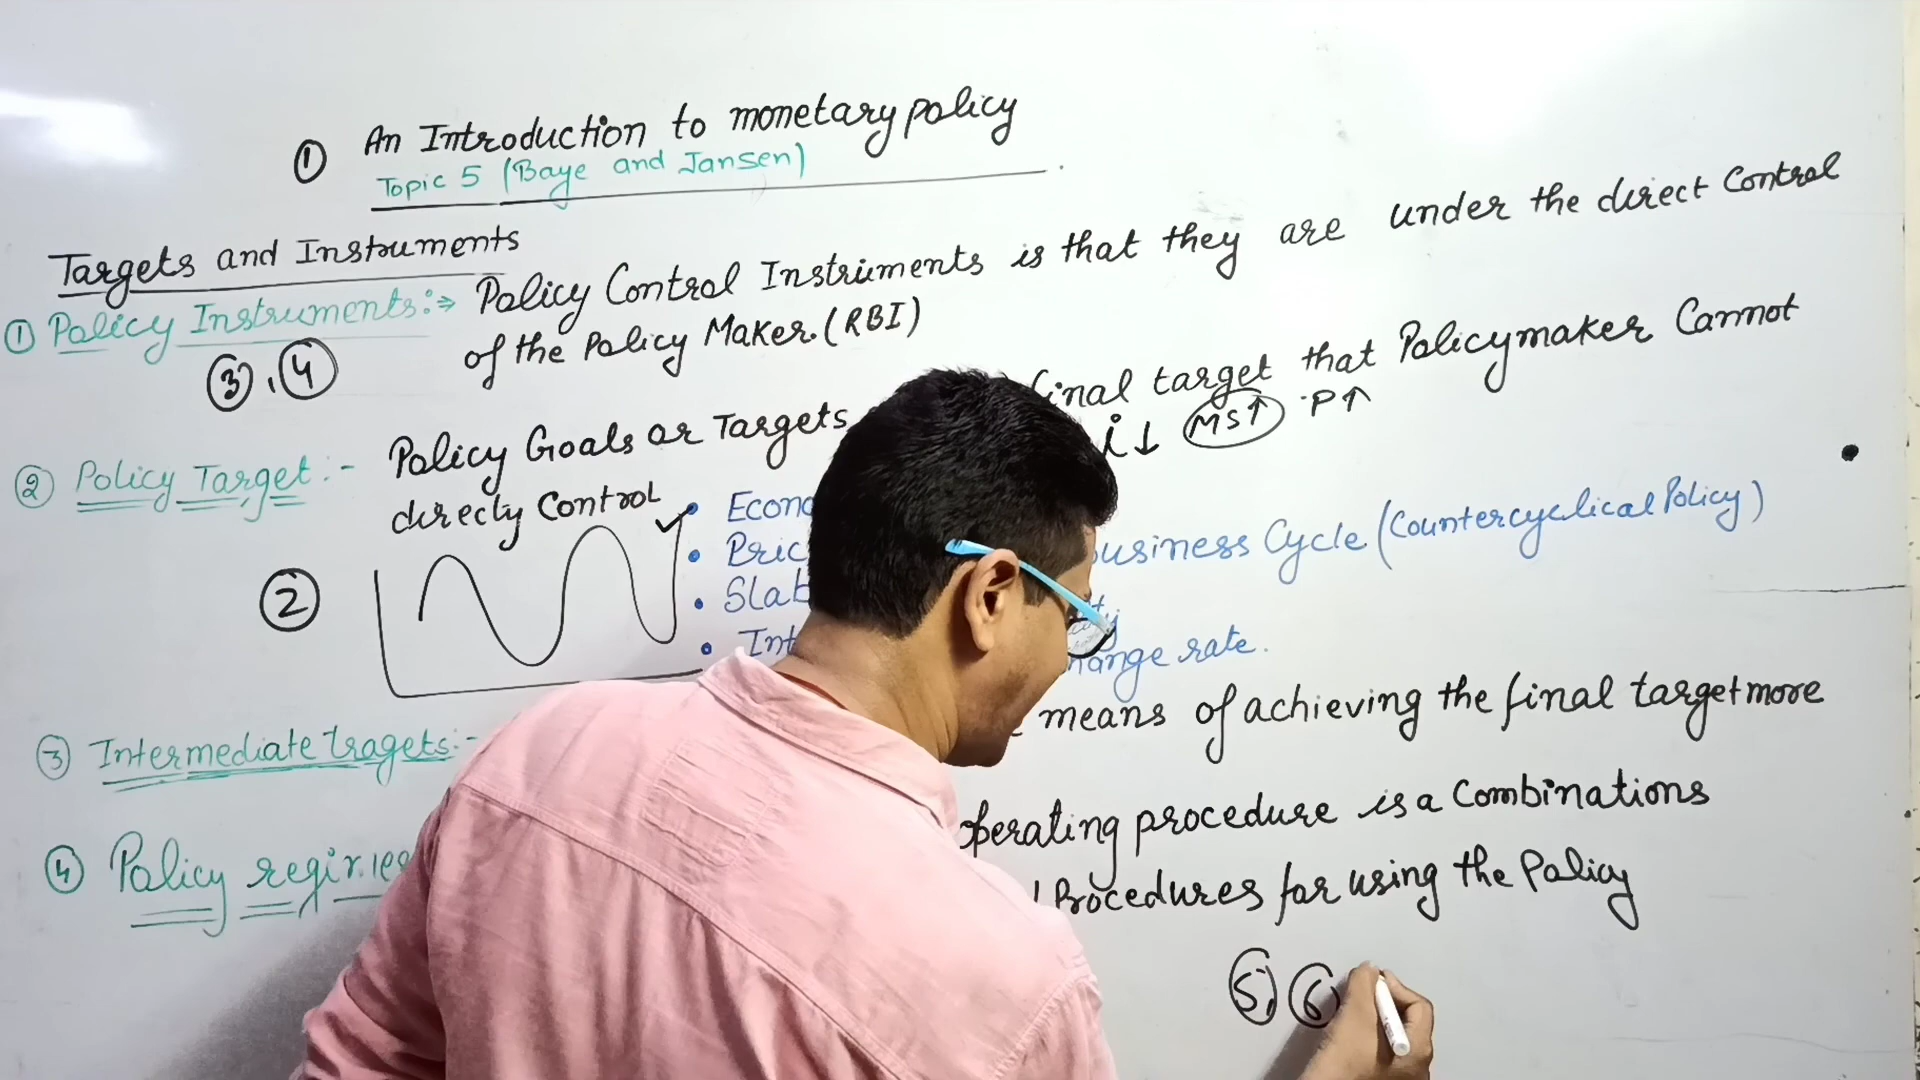 ① An Introduction to monetary policy
Topic 5 (Baye and Jansen)
Targets and Instruments
① Policy Instruments:⇒ Policy Control Instruments is that they are under the direct Control
of the Policy Maker. (RBI)
③, ④
② Policy Target:- Policy Goals or Targets final target that Policymaker Cannot
directly Control i↓ MS↑ P↑
②
• Econo
• Pric Business Cycle (Countercyclical Policy)
• Slab
• Int hange rate.
③ Intermediate tragets:- means of achieving the final target more
④ Policy regimes operating procedure is a Combinations
Procedures for using the Policy
⑤, ⑥